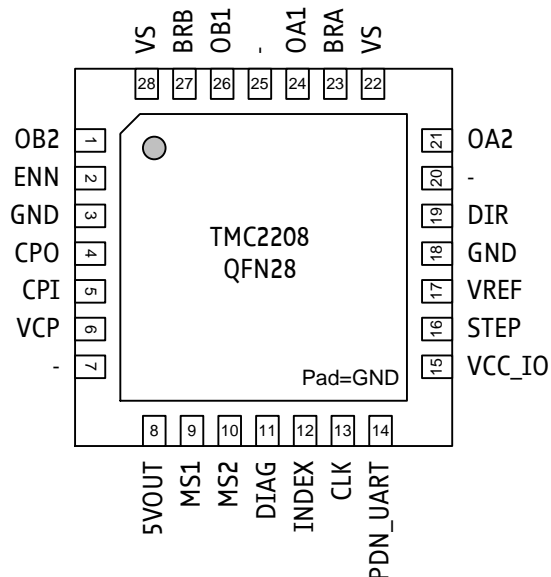 VS BRB OB1 - OA1 BRA VS
28 27 26 25 24 23 22
OB2 1 21 OA2
ENN 2 20 -
GND 3 19 DIR
CPO 4 18 GND
CPI 5 17 VREF
VCP 6 16 STEP
- 7 15 VCC_IO
TMC2208
QFN28
Pad=GND
8 9 10 11 12 13 14
5VOUT MS1 MS2 DIAG INDEX CLK PDN_UART